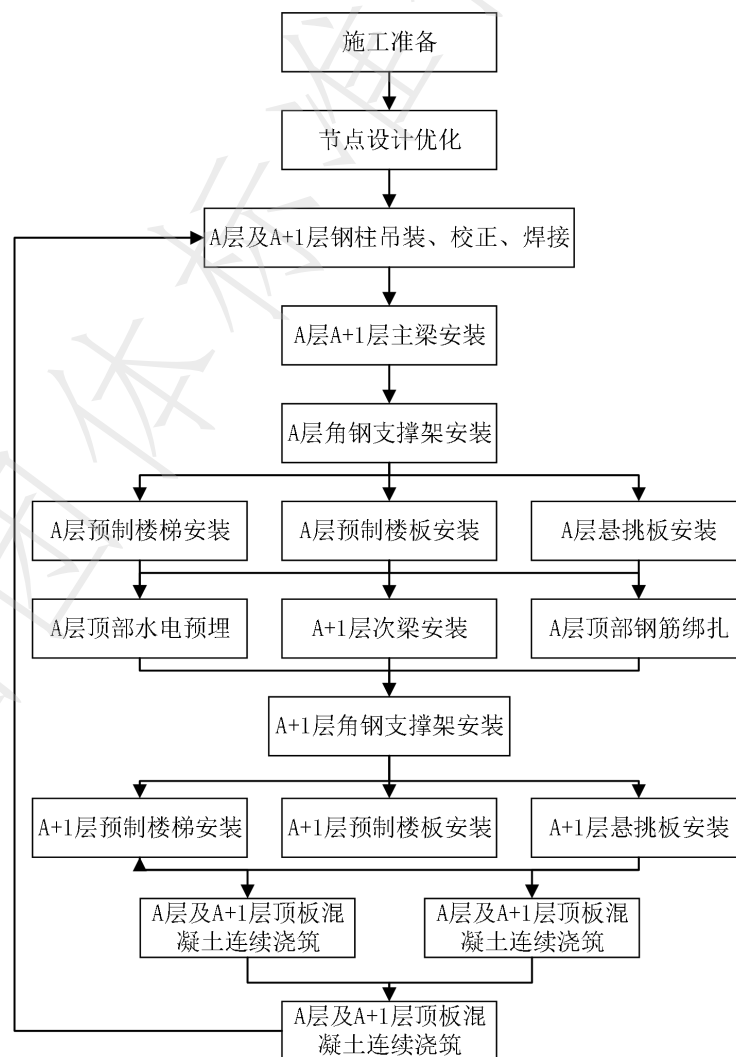 施工准备
节点设计优化
A层及A+1层钢柱吊装、校正、焊接
A层A+1层主梁安装
A层角钢支撑架安装
A层预制楼梯安装
A层预制楼板安装
A层悬挑板安装
A层顶部水电预埋
A+1层次梁安装
A层顶部钢筋绑扎
A+1层角钢支撑架安装
A+1层预制楼梯安装
A+1层预制楼板安装
A+1层悬挑板安装
A层及A+1层顶板混
凝土连续浇筑
A层及A+1层顶板混
凝土连续浇筑
A层及A+1层顶板混
凝土连续浇筑
团体标准